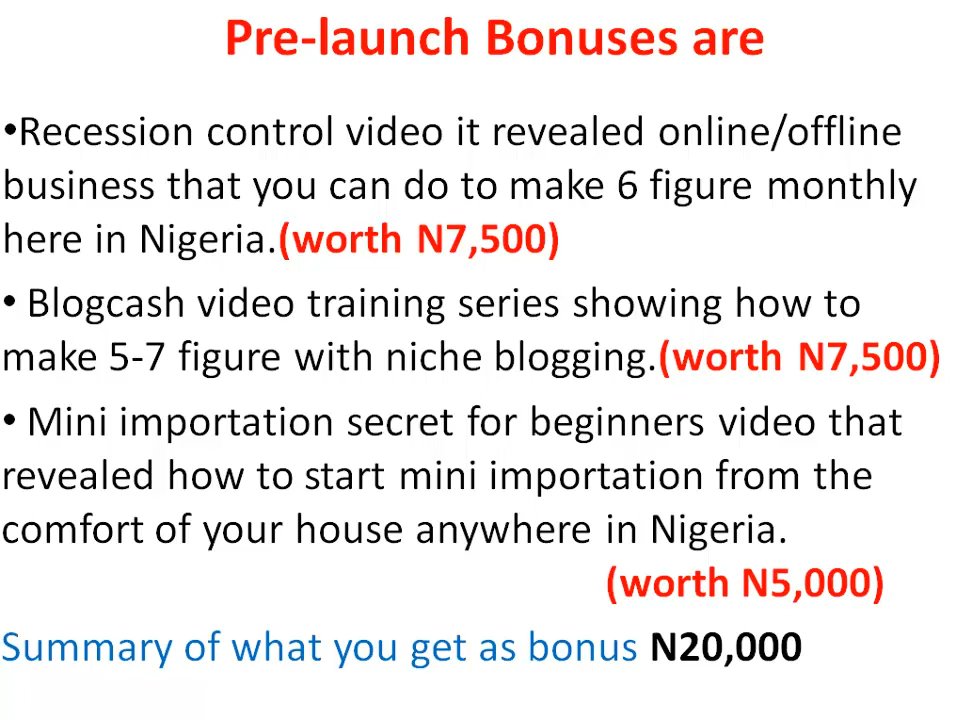 Pre-launch Bonuses are
•Recession control video it revealed online/offline
business that you can do to make 6 figure monthly
here in Nigeria.(worth N7,500)
• Blogcash video training series showing how to
make 5-7 figure with niche blogging.(worth N7,500)
• Mini importation secret for beginners video that
revealed how to start mini importation from the
comfort of your house anywhere in Nigeria.
(worth N5,000)
Summary of what you get as bonus N20,000